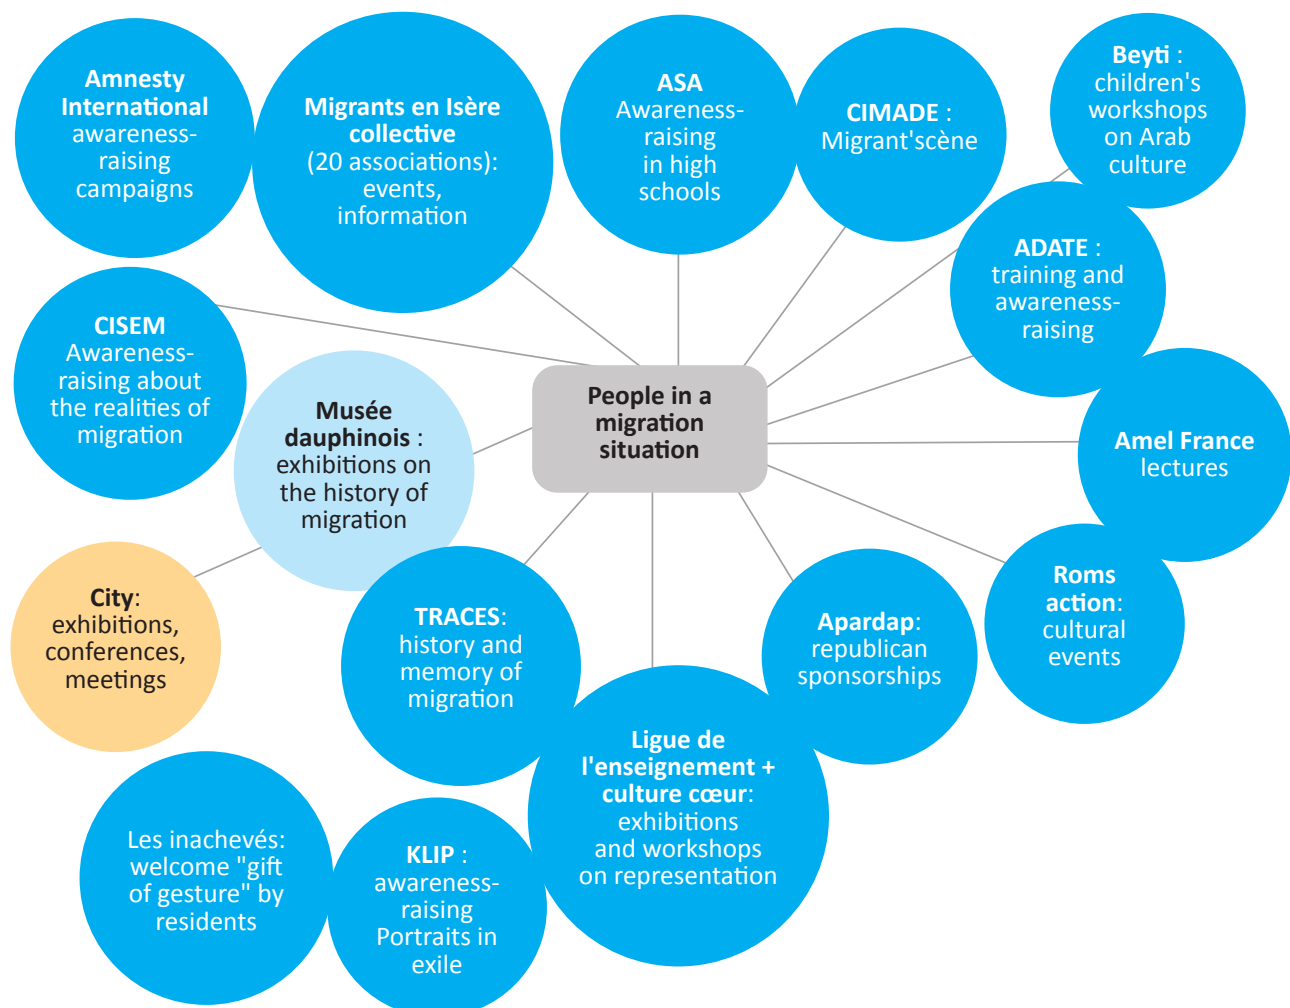 Amnesty
International
awareness-
raising
campaigns
Migrants en Isère
collective
(20 associations):
events,
information
ASA
Awareness-
raising
in high
schools
CIMADE :
Migrant'scène
Beyti :
children's
workshops
on Arab
culture
ADATE :
training and
awareness-
raising
CISEM
Awareness-
raising about
the realities of
migration
Musée
dauphinois :
exhibitions on
the history of
migration
People in a
migration
situation
Amel France
lectures
City:
exhibitions,
conferences,
meetings
TRACES:
history and
memory of
migration
Apardap:
republican
sponsorships
Roms
action:
cultural
events
Ligue de
l'enseignement +
culture cœur:
exhibitions
and workshops
on representation
Les inachevés:
welcome "gift
of gesture" by
residents
KLIP :
awareness-
raising
Portraits in
exile